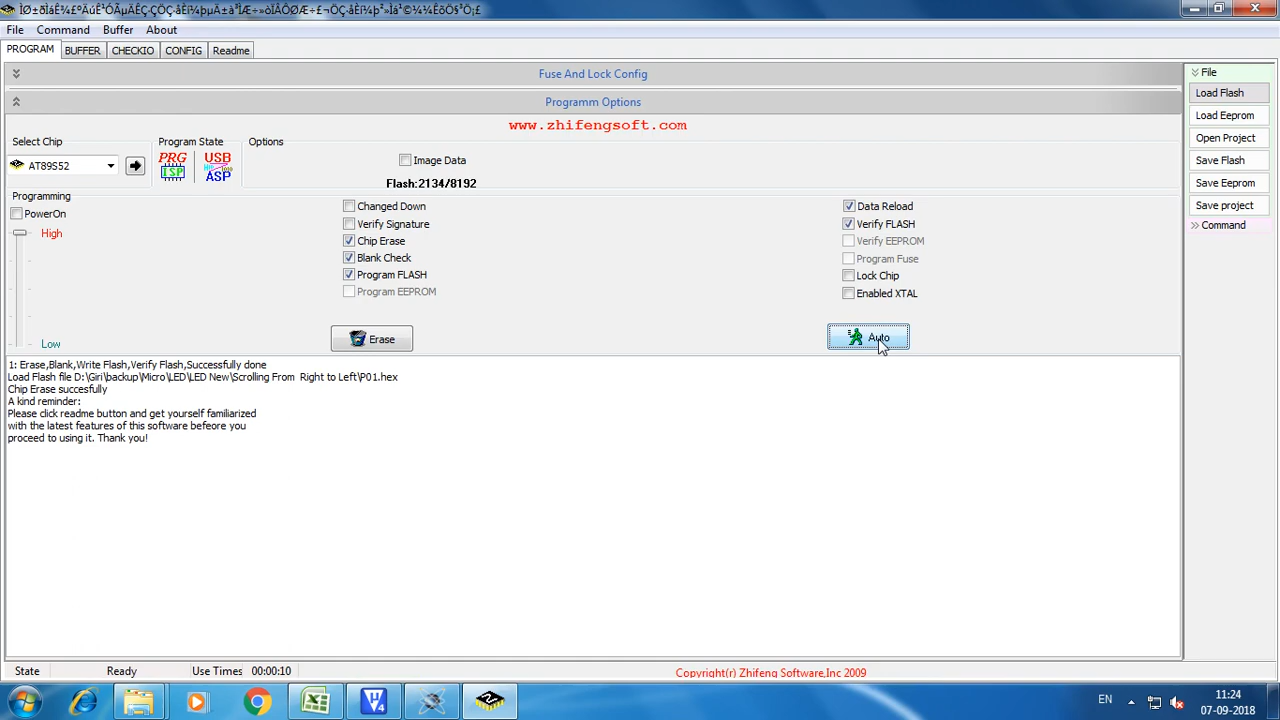 File Command Buffer About
PROGRAM BUFFER CHECKIO CONFIG Readme
Fuse And Lock Config
Programm Options
www.zhifengsoft.com
Select Chip Program State Options
AT89S52
PRG ISP
USB ASP
Image Data
Flash:2134/8192
Programming
PowerOn
High
Low
Changed Down
Verify Signature
Chip Erase
Blank Check
Program FLASH
Program EEPROM
Data Reload
Verify FLASH
Verify EEPROM
Program Fuse
Lock Chip
Enabled XTAL
Erase
Auto
1: Erase,Blank,Write Flash,Verify Flash,Successfully done
Load Flash file D:\Giri\backup\Micro\LED\LED New\Scrolling From  Right to Left\P01.hex
Chip Erase succesfully
A kind reminder:
Please click readme button and get yourself familiarized
with the latest features of this software befeore you
proceed to using it. Thank you!
File
Load Flash
Load Eeprom
Open Project
Save Flash
Save Eeprom
Save project
Command
State Ready Use Times 00:00:10 Copyright(r) Zhifeng Software,Inc 2009
EN
11:24
07-09-2018